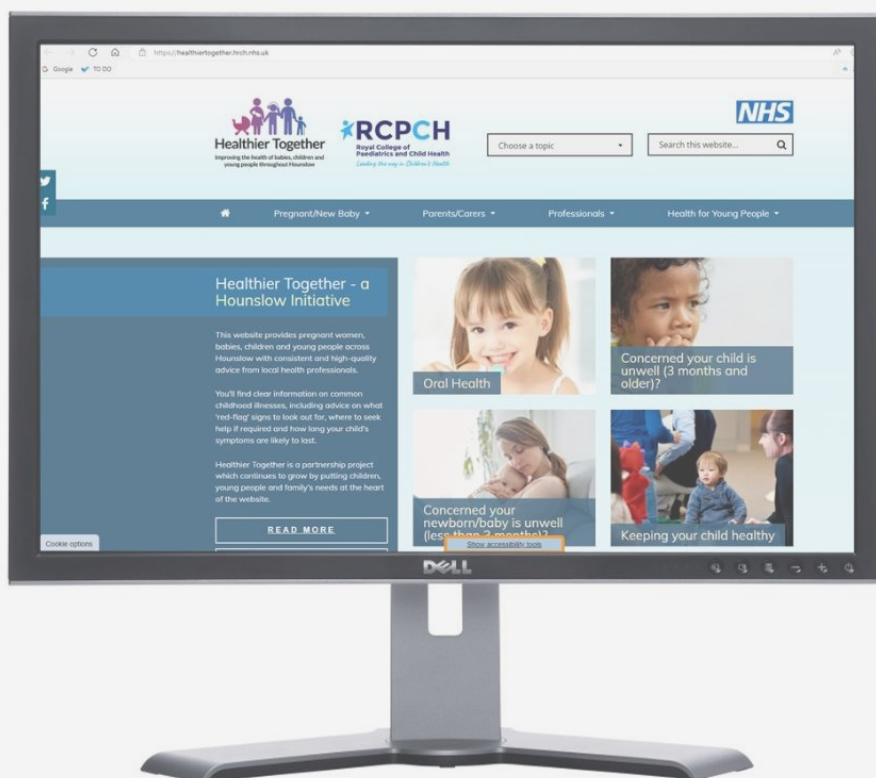 https://healthiertogether.hrch.nhs.uk
Google
TO DO
Healthier Together
Improving the health of babies, children and
young people throughout Hounslow
RCPCH
Royal College of
Paediatrics and Child Health
Leading the way in Children's Health
NHS
Choose a topic
Search this website...
Pregnant/New Baby
Parents/Carers
Professionals
Health for Young People
Healthier Together - a
Hounslow Initiative
This website provides pregnant women,
babies, children and young people across
Hounslow with consistent and high-quality
advice from local health professionals.
You'll find clear information on common
childhood illnesses, including advice on what
'red-flag' signs to look out for, where to seek
help if required and how long your child's
symptoms are likely to last.
Healthier Together is a partnership project
which continues to grow by putting children,
young people and family's needs at the heart
of the website.
READ MORE
Oral Health
Concerned your child is
unwell (3 months and
older)?
Concerned your
newborn/baby is unwell
(less than 3 months)?
Keeping your child healthy
Cookie options
Show accessibility tools
DELL